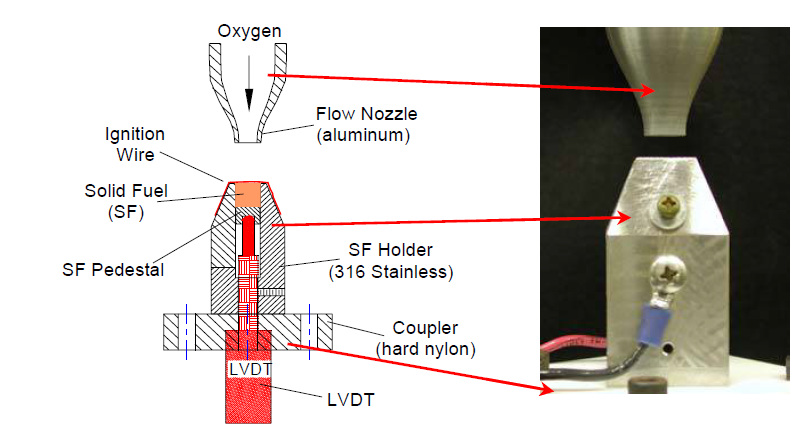 Oxygen
Flow Nozzle
(aluminum)
Ignition
Wire
Solid Fuel
(SF)
SF Pedestal
SF Holder
(316 Stainless)
Coupler
(hard nylon)
LVDT
LVDT